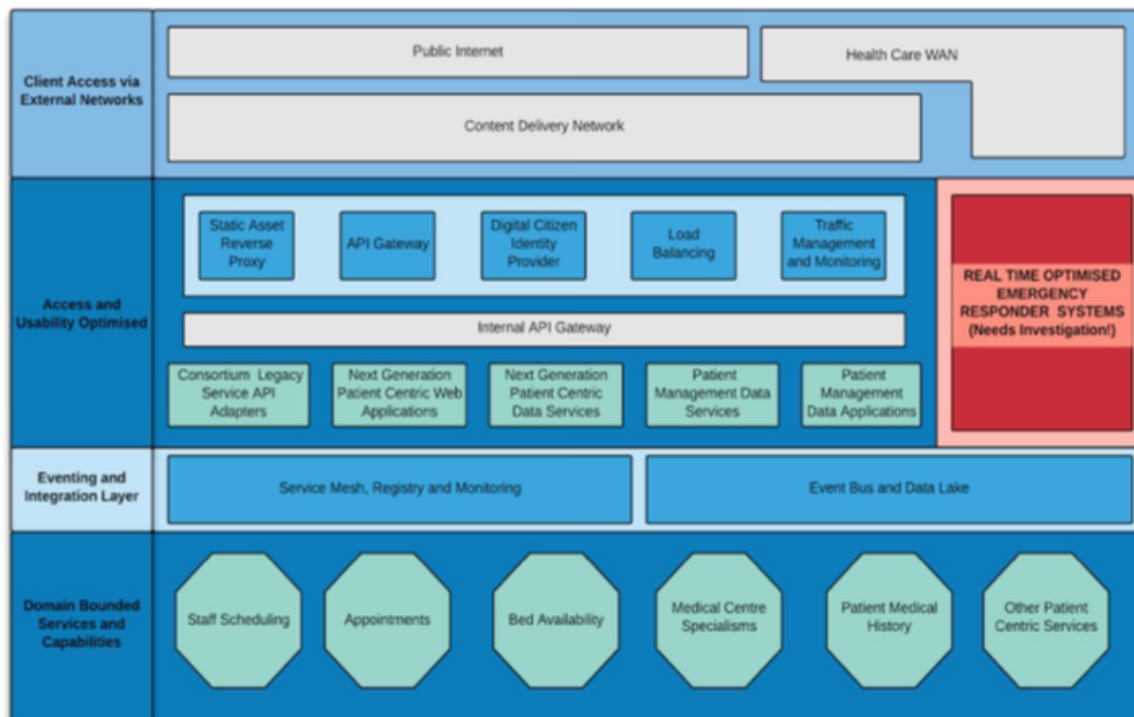 Client Access via
External Networks
Public Internet
Health Care WAN
Content Delivery Network
Access and
Usability Optimised
Static Asset
Reverse
Proxy
API Gateway
Digital Citizen
Identity
Provider
Load
Balancing
Traffic
Management
and Monitoring
Internal API Gateway
Consortium Legacy
Service API
Adapters
Next Generation
Patient Centric Web
Applications
Next Generation
Patient Centric
Data Services
Patient
Management Data
Services
Patient
Management
Data Applications
REAL TIME OPTIMISED
EMERGENCY
RESPONDER SYSTEMS
(Needs Investigation!)
Eventing and
Integration Layer
Service Mesh, Registry and Monitoring
Event Bus and Data Lake
Domain Bounded
Services and
Capabilities
Staff Scheduling
Appointments
Bed Availability
Medical Centre
Specialisms
Patient Medical
History
Other Patient
Centric Services